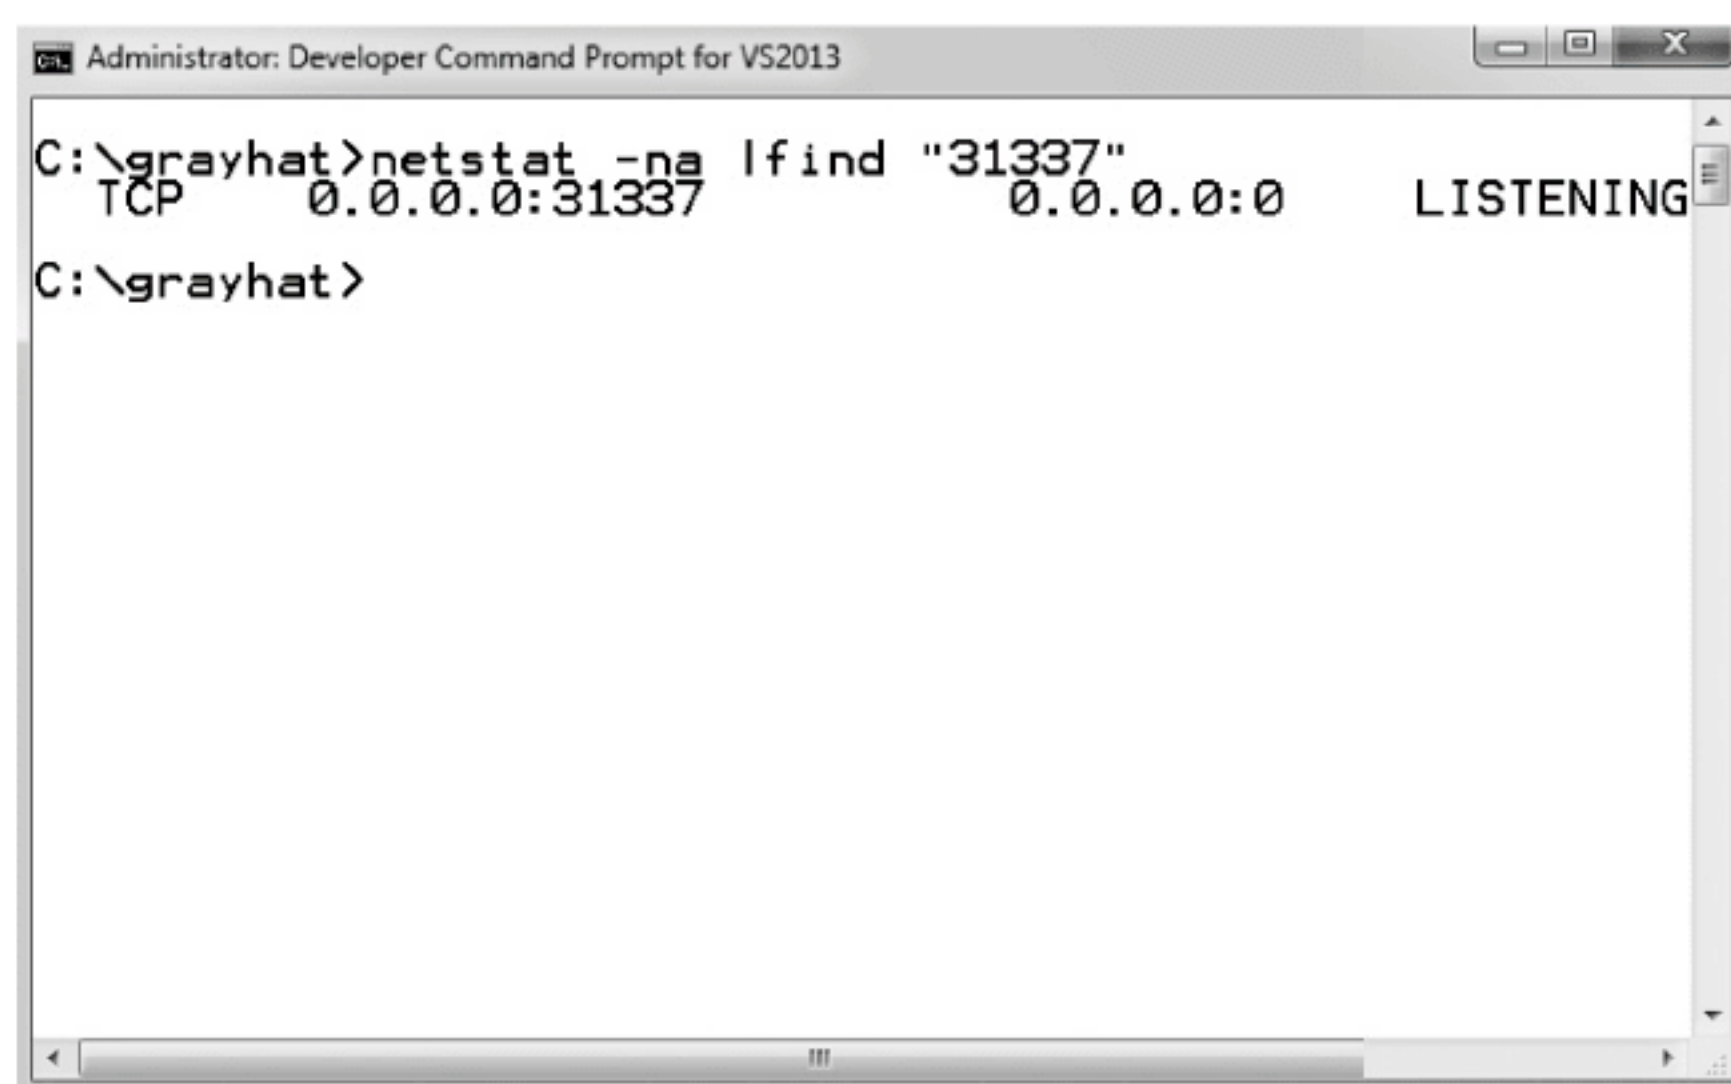 Administrator: Developer Command Prompt for VS2013
C:\grayhat>netstat -na |find "31337"
TCP 0.0.0.0:31337 0.0.0.0:0 LISTENING
C:\grayhat>